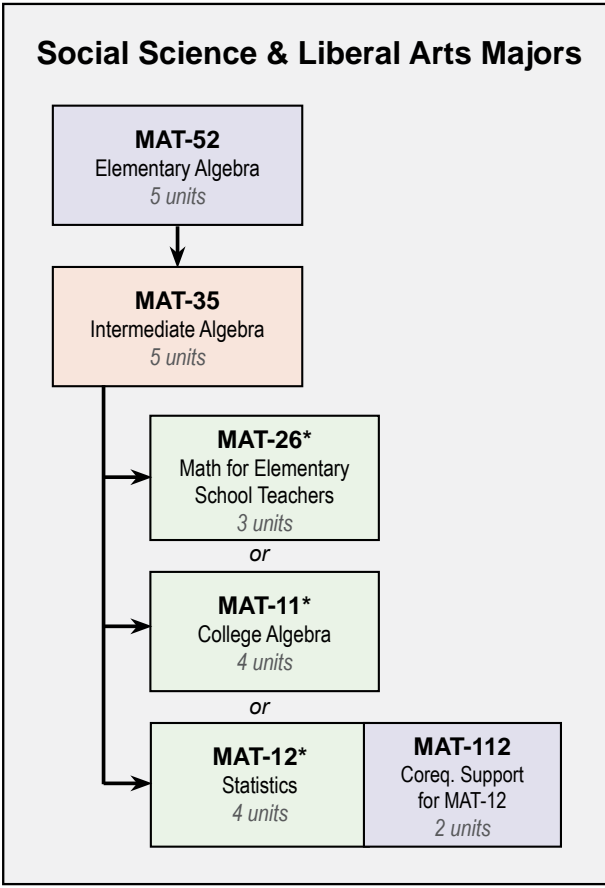 Social Science & Liberal Arts Majors
MAT-52
Elementary Algebra
5 units
MAT-35
Intermediate Algebra
5 units
MAT-26*
Math for Elementary
School Teachers
3 units
or
MAT-11*
College Algebra
4 units
or
MAT-12*
Statistics
4 units
MAT-112
Coreq. Support
for MAT-12
2 units